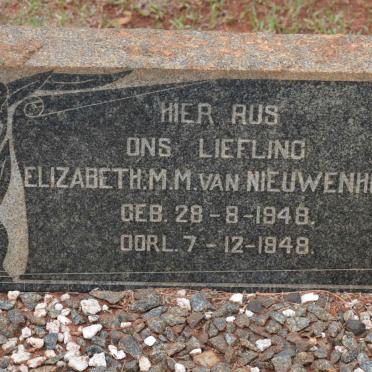 HIER RUS
ONS LIEFLING
ELIZABETH.M.M. VAN NIEUWENH
GEB. 28-8-1948.
OORL. 7-12-1948.